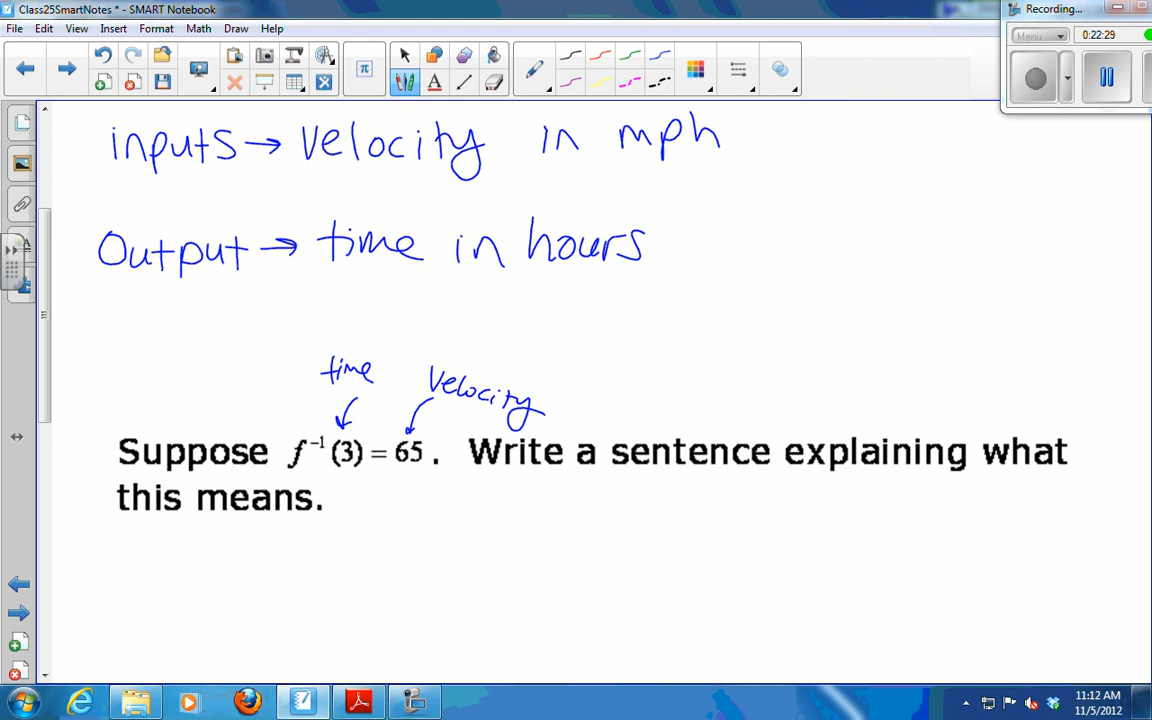 Class25SmartNotes * - SMART Notebook
Recording...
File Edit View Insert Format Math Draw Help
Menu
0:22:29
π
A
inputs → velocity in mph
Output → time in hours
time
velocity
Suppose f⁻¹(3) = 65. Write a sentence explaining what
this means.
11:12 AM
11/5/2012